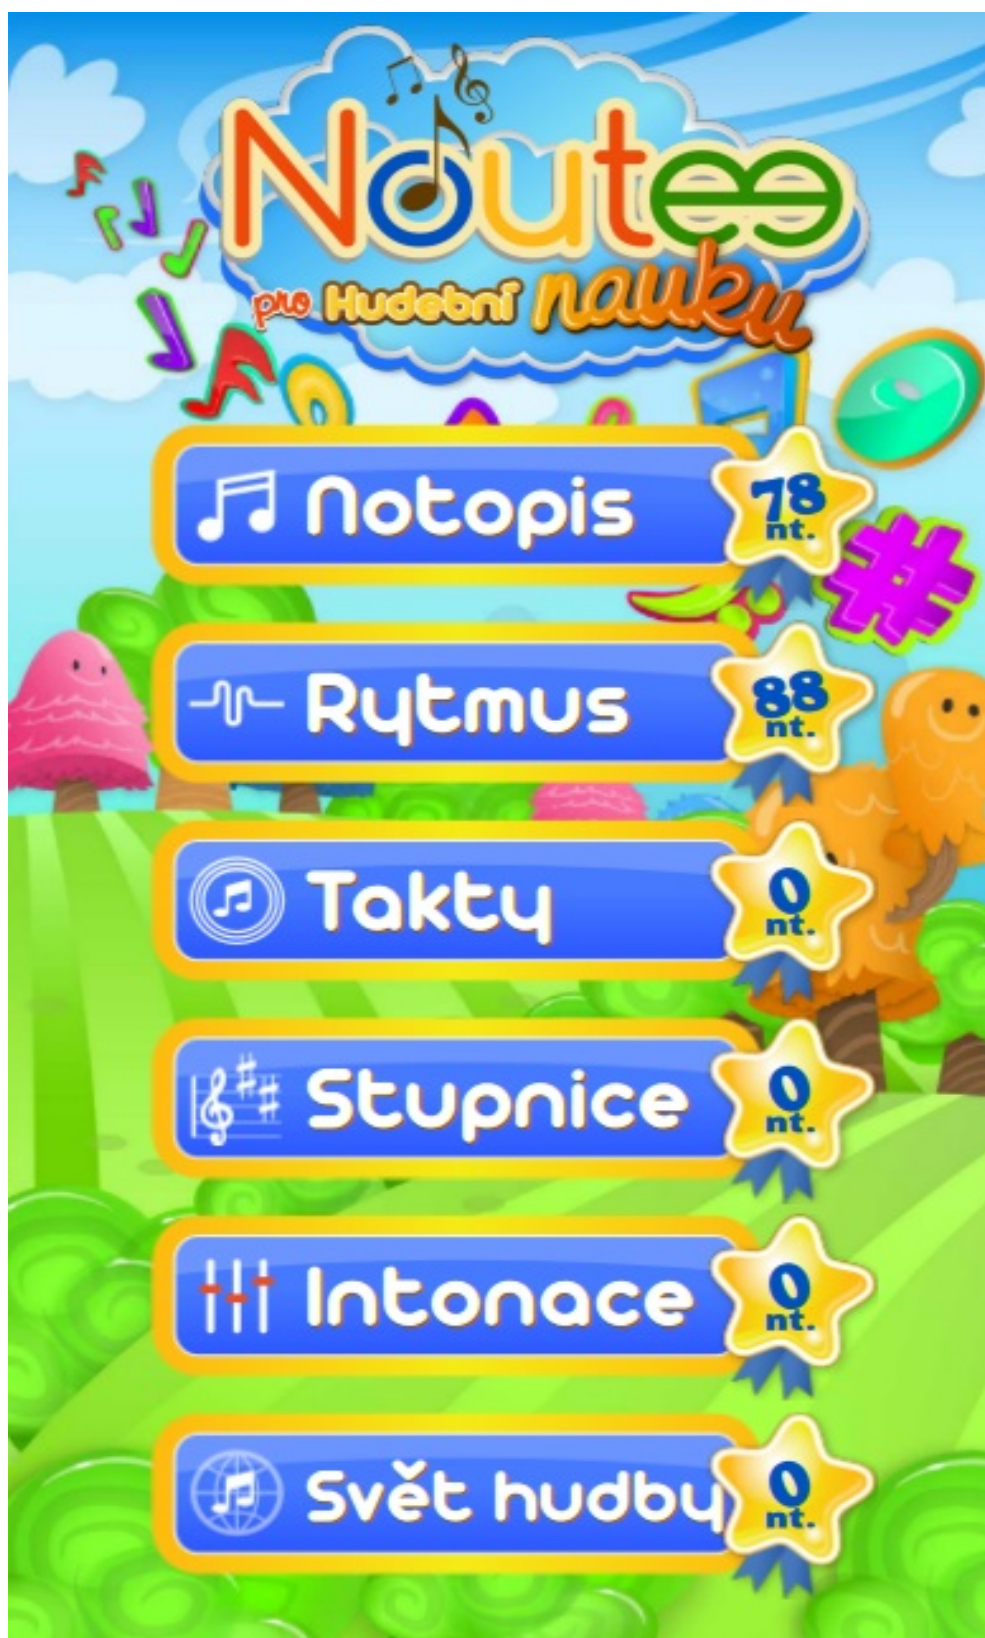 Noutee
pro Hudební nauku
Notopis
78
nt.
Rytmus
88
nt.
Takty
0
nt.
Stupnice
0
nt.
Intonace
0
nt.
Svět hudby
0
nt.